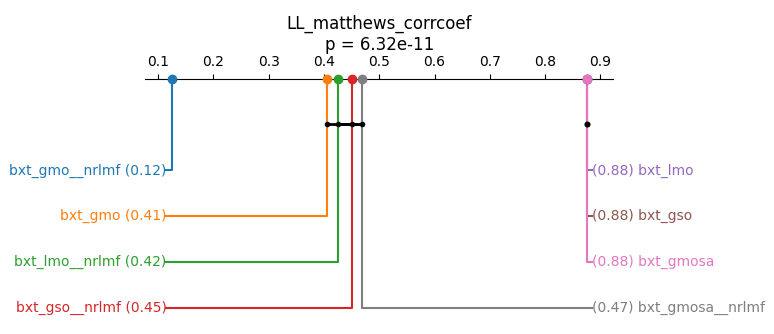 LL_matthews_corrcoef
p = 6.32e-11
0.1 0.2 0.3 0.4 0.5 0.6 0.7 0.8 0.9
bxt_gmo__nrlmf (0.12) (0.88) bxt_lmo
bxt_gmo (0.41) (0.88) bxt_gso
bxt_lmo__nrlmf (0.42) (0.88) bxt_gmosa
bxt_gso__nrlmf (0.45) (0.47) bxt_gmosa__nrlmf